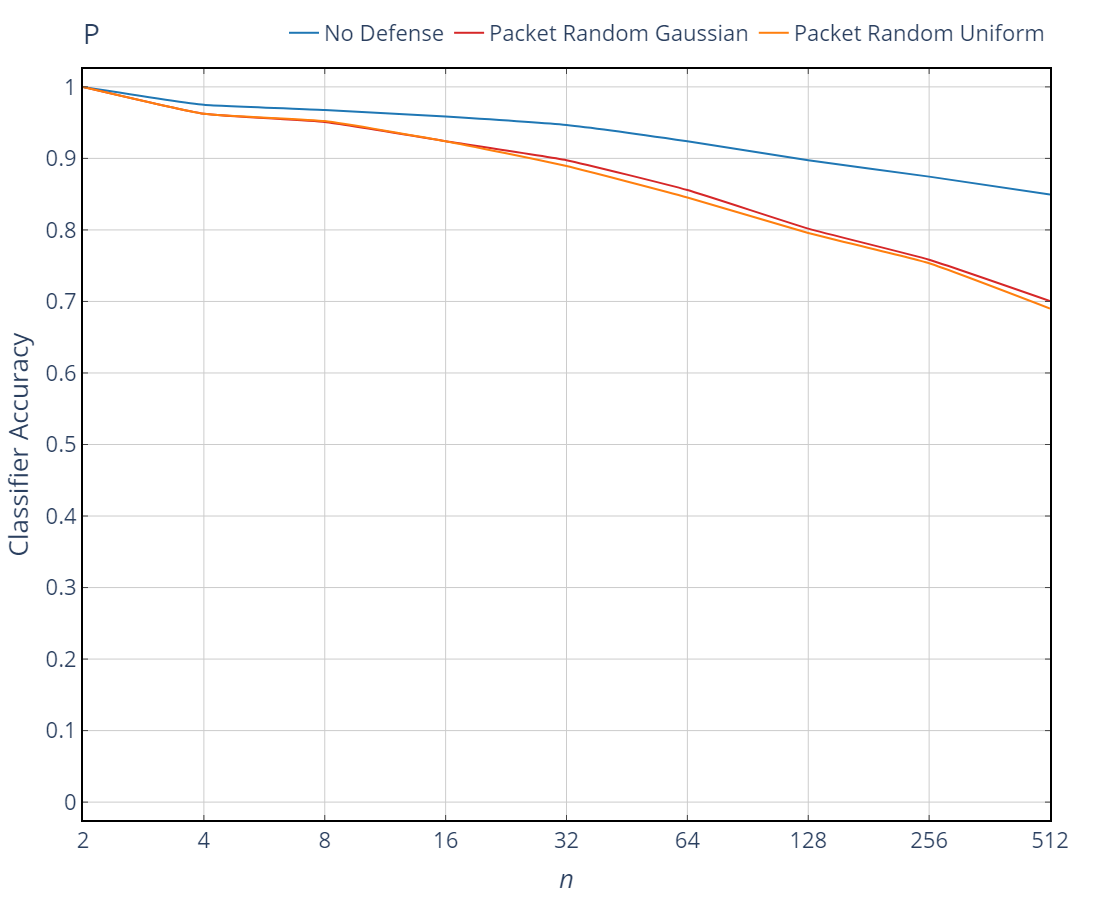 P
No Defense
Packet Random Gaussian
Packet Random Uniform
Classifier Accuracy
1
0.9
0.8
0.7
0.6
0.5
0.4
0.3
0.2
0.1
0
2 4 8 16 32 64 128 256 512
n